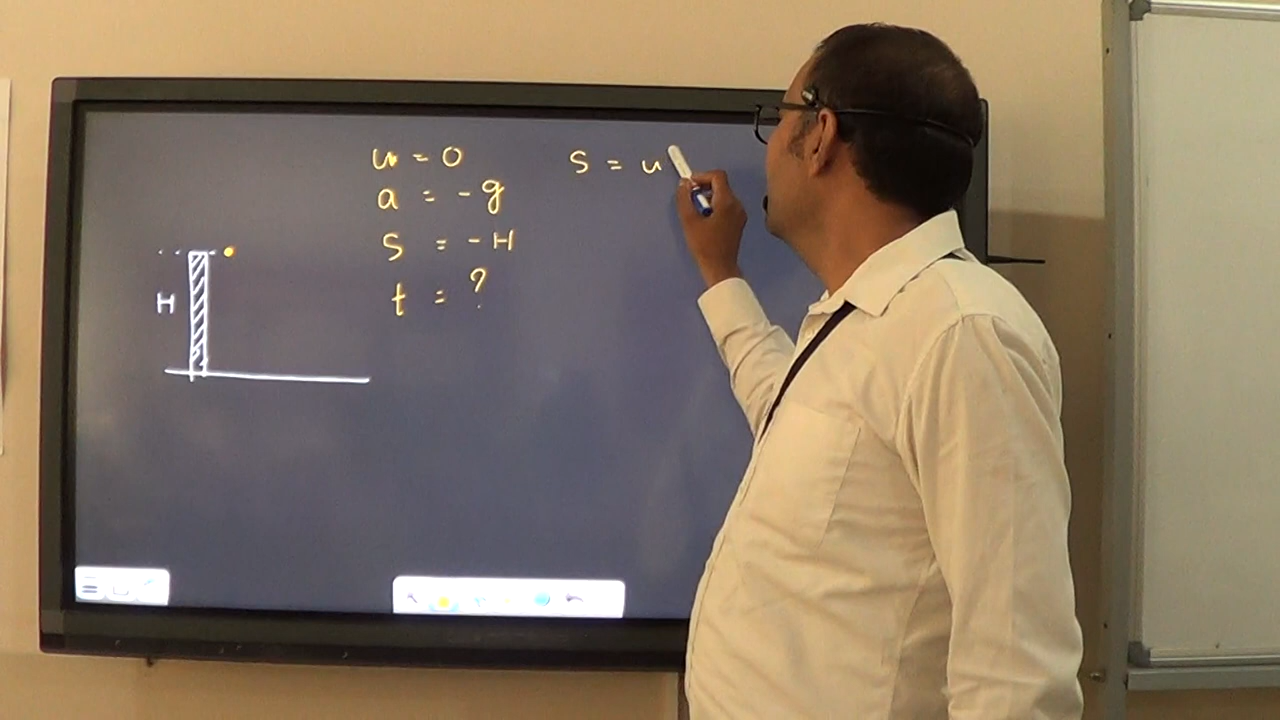 u = 0
a = -g
s = -H
t = ?
s = u
H